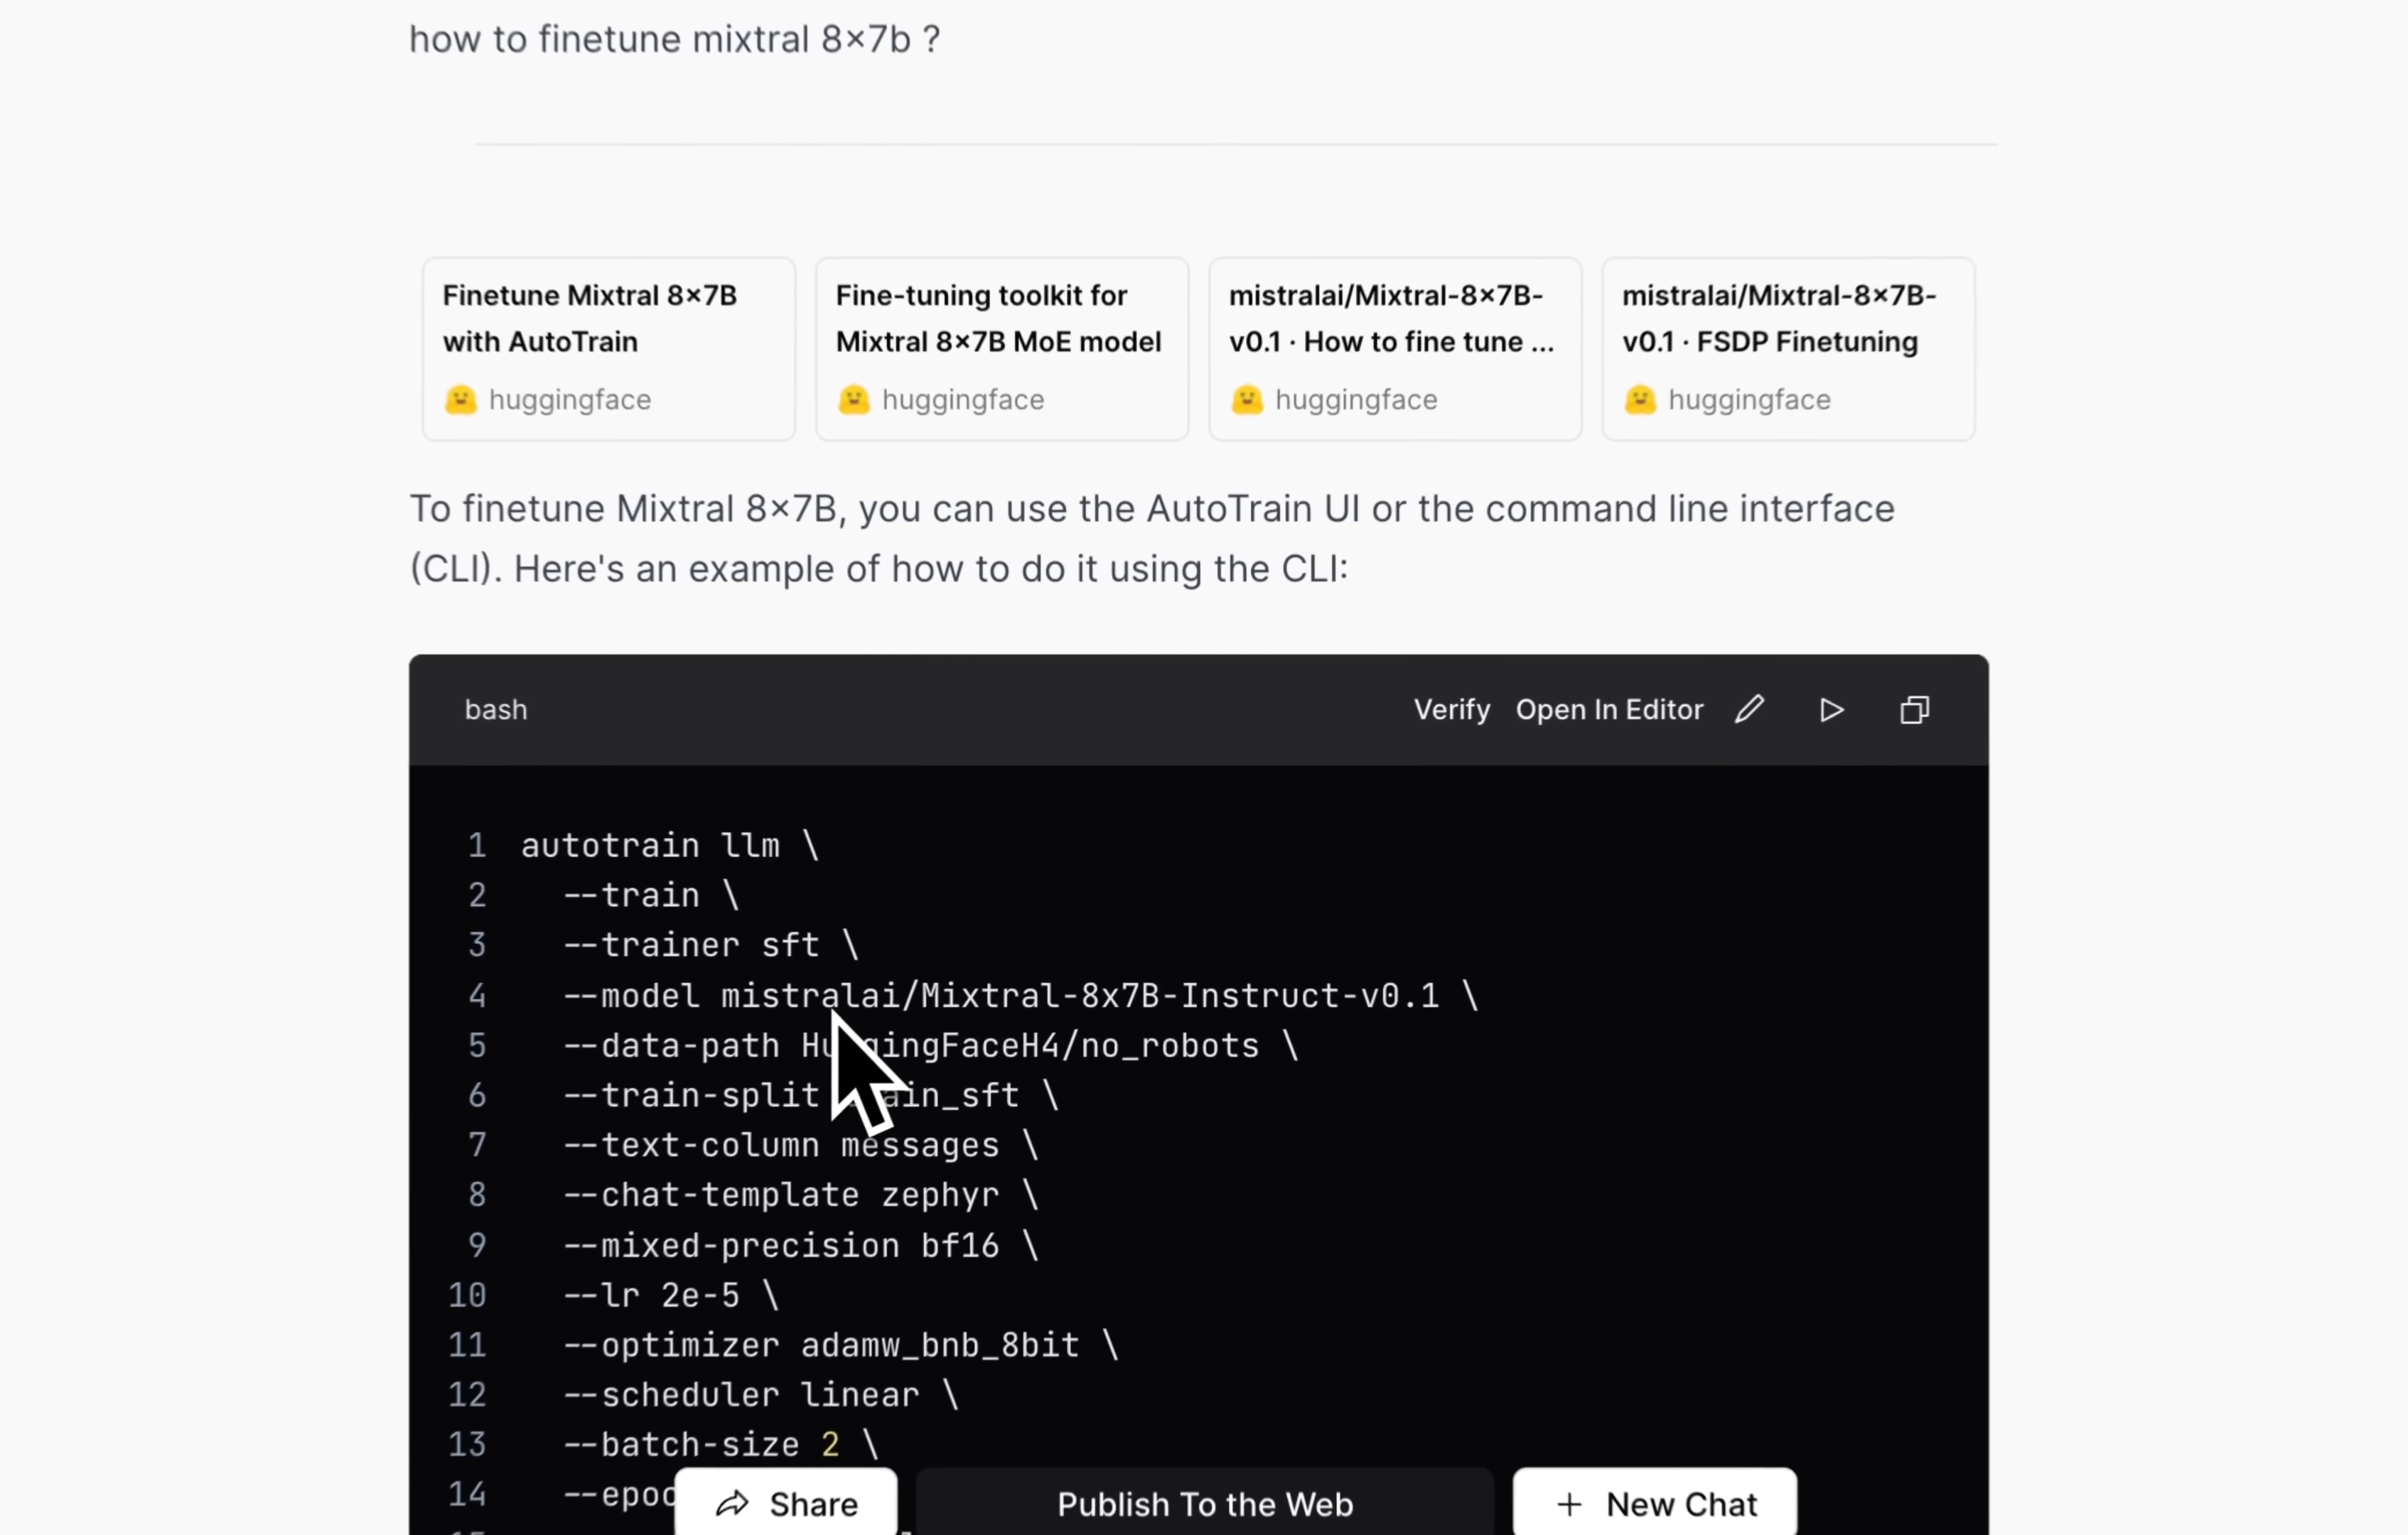 how to finetune mixtral 8×7b ?
Finetune Mixtral 8×7B
with AutoTrain
huggingface
Fine-tuning toolkit for
Mixtral 8×7B MoE model
huggingface
mistralai/Mixtral-8×7B-
v0.1 · How to fine tune ...
huggingface
mistralai/Mixtral-8×7B-
v0.1 · FSDP Finetuning
huggingface
To finetune Mixtral 8×7B, you can use the AutoTrain UI or the command line interface
(CLI). Here's an example of how to do it using the CLI:
bash Verify Open In Editor
1 autotrain llm \
2 --train \
3 --trainer sft \
4 --model mistralai/Mixtral-8x7B-Instruct-v0.1 \
5 --data-path HuggingFaceH4/no_robots \
6 --train-split train_sft \
7 --text-column messages \
8 --chat-template zephyr \
9 --mixed-precision bf16 \
10 --lr 2e-5 \
11 --optimizer adamw_bnb_8bit \
12 --scheduler linear \
13 --batch-size 2 \
14
Share Publish To the Web + New Chat